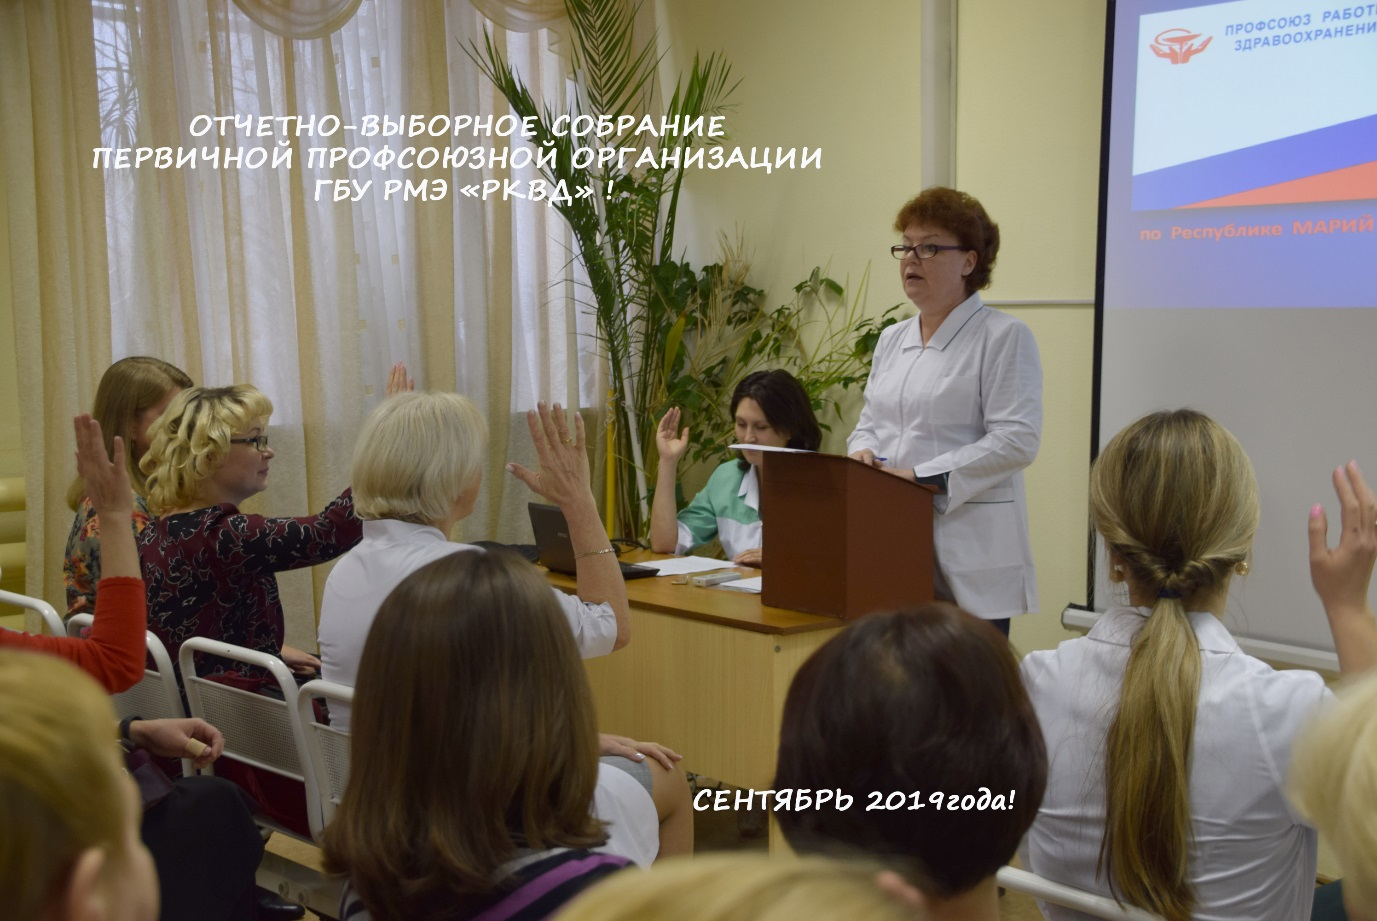 ПРОФСОЮЗ РАБОТ
ЗДРАВООХРАНЕНИ
ОТЧЕТНО-ВЫБОРНОЕ СОБРАНИЕ
ПЕРВИЧНОЙ ПРОФСОЮЗНОЙ ОРГАНИЗАЦИИ
ГБУ РМЭ «РКВД» !
по Республике МАРИЙ
СЕНТЯБРЬ 2019года!